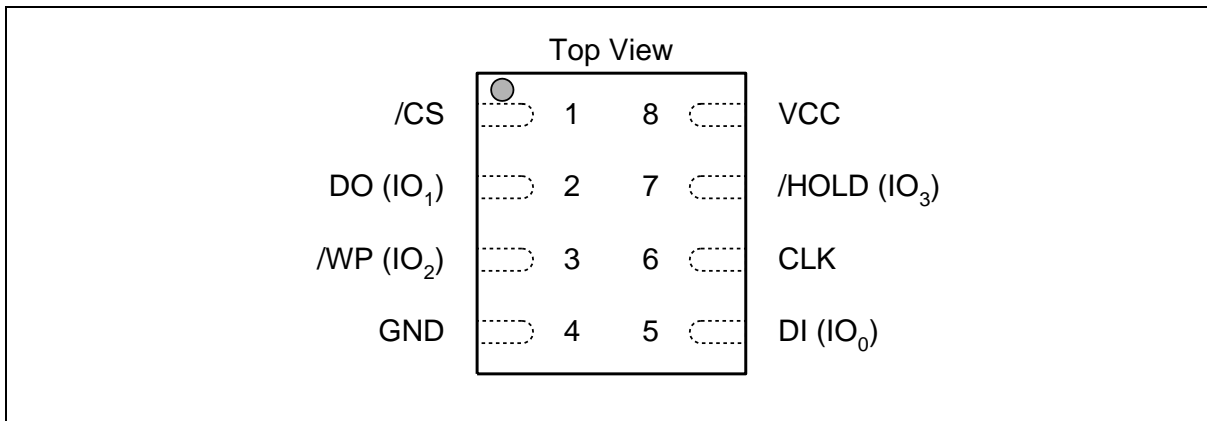 Top View
/CS 1 8 VCC
DO (IO₁) 2 7 /HOLD (IO₃)
/WP (IO₂) 3 6 CLK
GND 4 5 DI (IO₀)